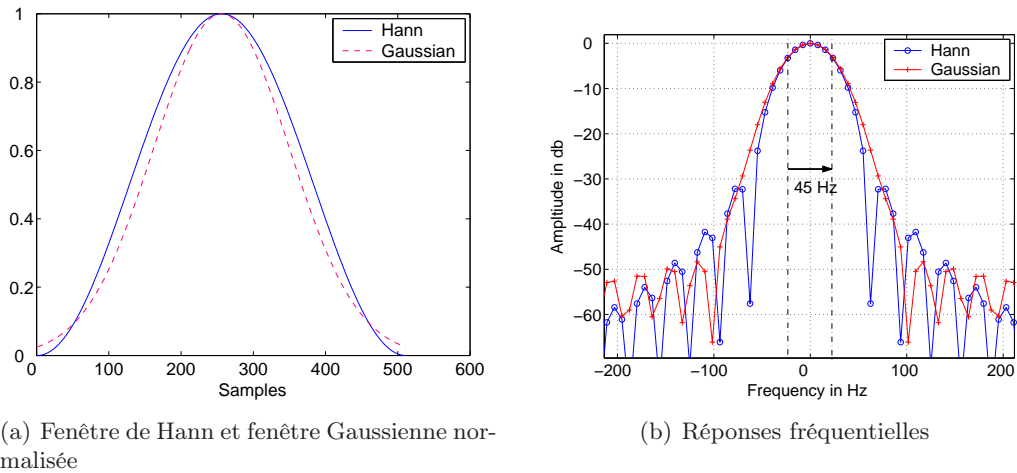 1
0.8
0.6
0.4
0.2
0
0 100 200 300 400 500 600
Samples
Hann
Gaussian
0
−10
−20
−30
−40
−50
−60
−200 −100 0 100 200
Frequency in Hz
Ampltiude in db
Hann
Gaussian
45 Hz
(a) Fenêtre de Hann et fenêtre Gaussienne nor-
malisée
(b) Réponses fréquentielles